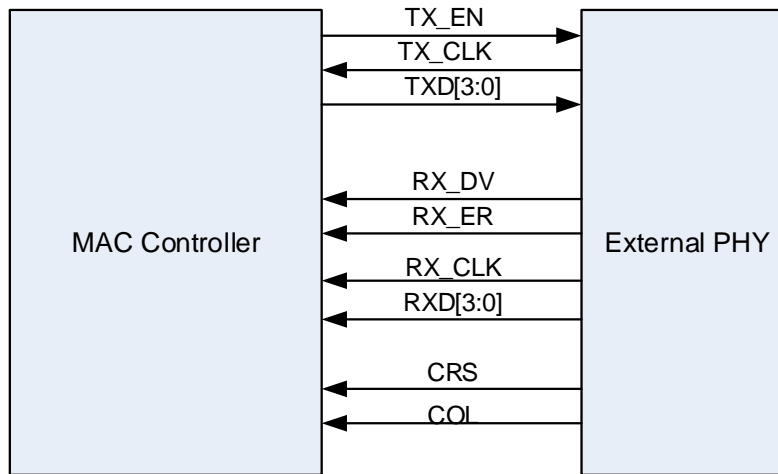 TX_EN
TX_CLK
TXD[3:0]
RX_DV
RX_ER
MAC Controller
External PHY
RX_CLK
RXD[3:0]
CRS
COL